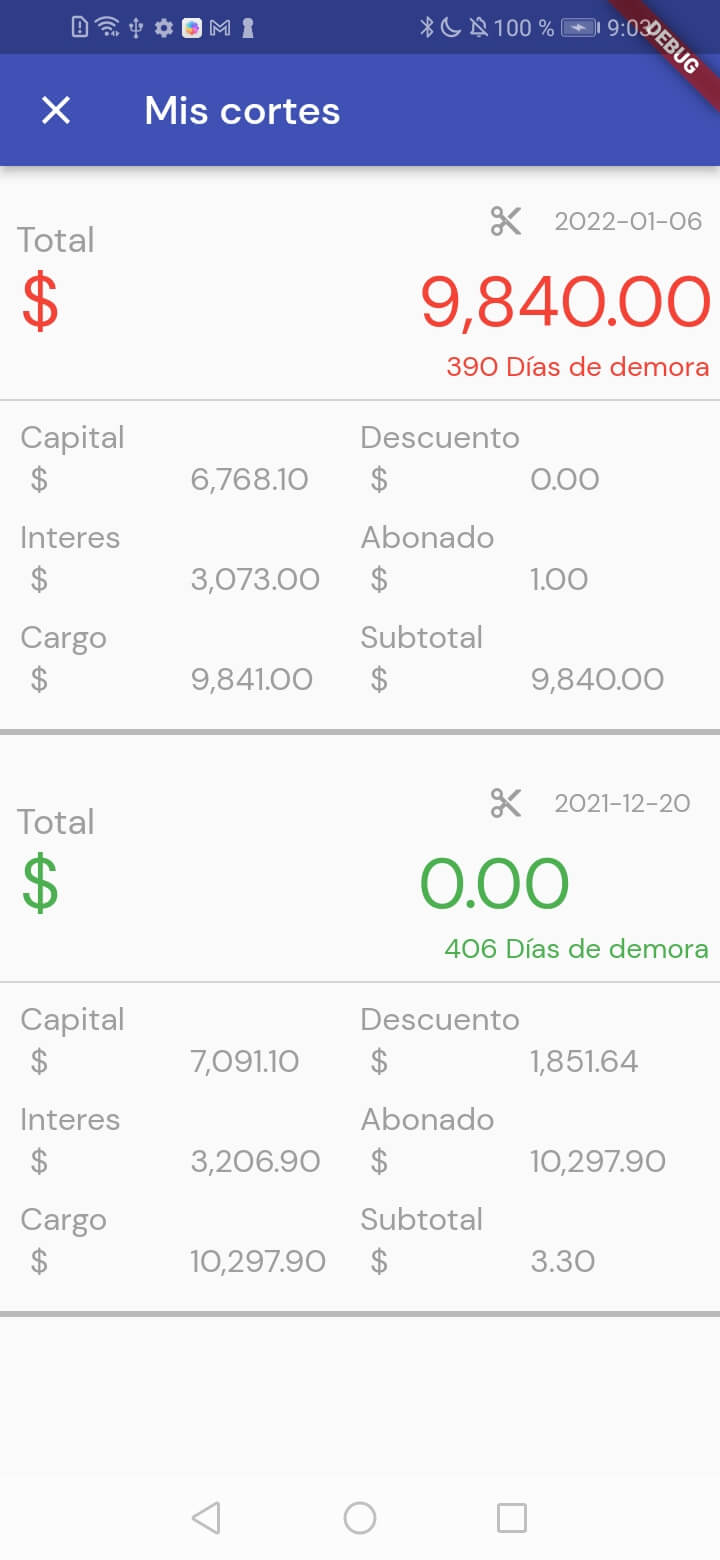 100 % 9:03
DEBUG
Mis cortes
2022-01-06
Total
$ 9,840.00
390 Días de demora
Capital Descuento
$ 6,768.10 $ 0.00
Interes Abonado
$ 3,073.00 $ 1.00
Cargo Subtotal
$ 9,841.00 $ 9,840.00
2021-12-20
Total
$ 0.00
406 Días de demora
Capital Descuento
$ 7,091.10 $ 1,851.64
Interes Abonado
$ 3,206.90 $ 10,297.90
Cargo Subtotal
$ 10,297.90 $ 3.30